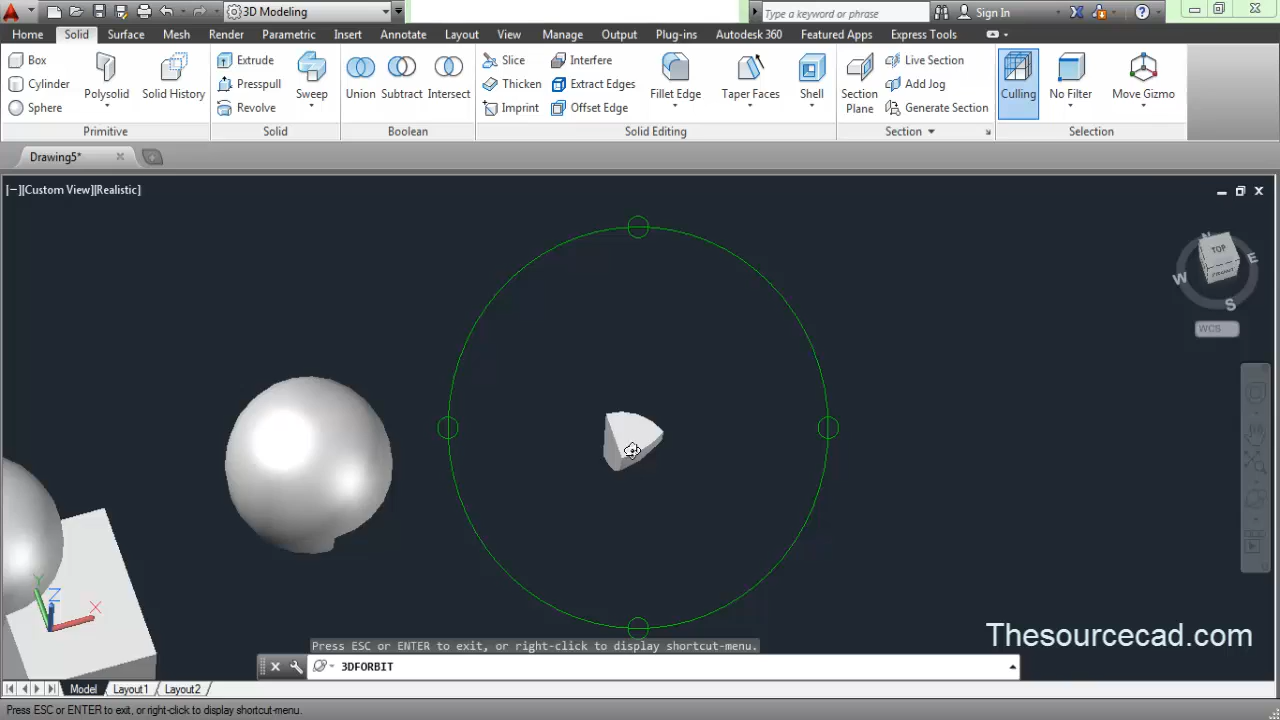 3D Modeling
Type a keyword or phrase
Sign In
Home Solid Surface Mesh Render Parametric Insert Annotate Layout View Manage Output Plug-ins Autodesk 360 Featured Apps Express Tools
Box
Cylinder
Sphere
Polysolid
Solid History
Primitive
Extrude
Presspull
Revolve
Sweep
Solid
Union
Subtract
Intersect
Boolean
Slice
Thicken
Imprint
Interfere
Extract Edges
Offset Edge
Fillet Edge
Taper Faces
Shell
Solid Editing
Section
Plane
Live Section
Add Jog
Generate Section
Section
Culling
No Filter
Move Gizmo
Selection
Drawing5*
[−][Custom View][Realistic]
N
TOP
E
W
S
WCS
Y
Z
X
Thesourcecad.com
Press ESC or ENTER to exit, or right-click to display shortcut-menu.
3DFORBIT
Model Layout1 Layout2
Press ESC or ENTER to exit, or right-click to display shortcut-menu.